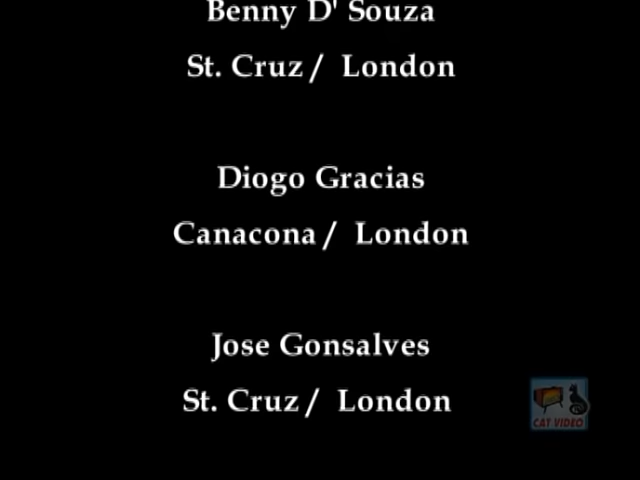 Benny D' Souza
St. Cruz / London
Diogo Gracias
Canacona / London
Jose Gonsalves
St. Cruz / London
CAT VIDEO